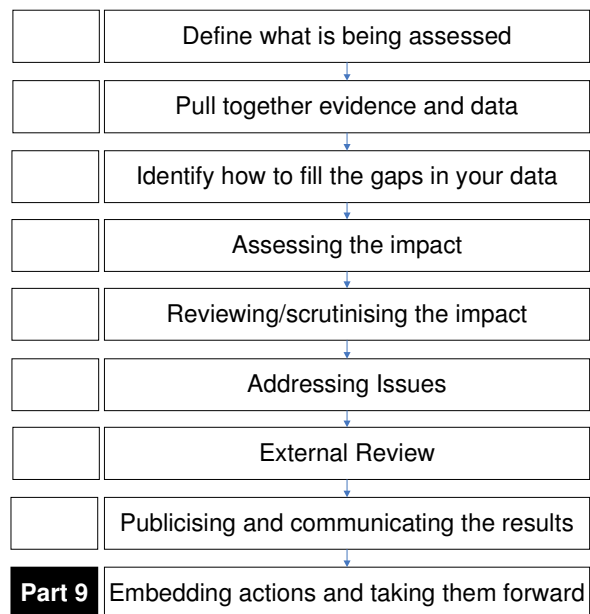 Define what is being assessed
Pull together evidence and data
Identify how to fill the gaps in your data
Assessing the impact
Reviewing/scrutinising the impact
Addressing Issues
External Review
Publicising and communicating the results
Part 9 Embedding actions and taking them forward